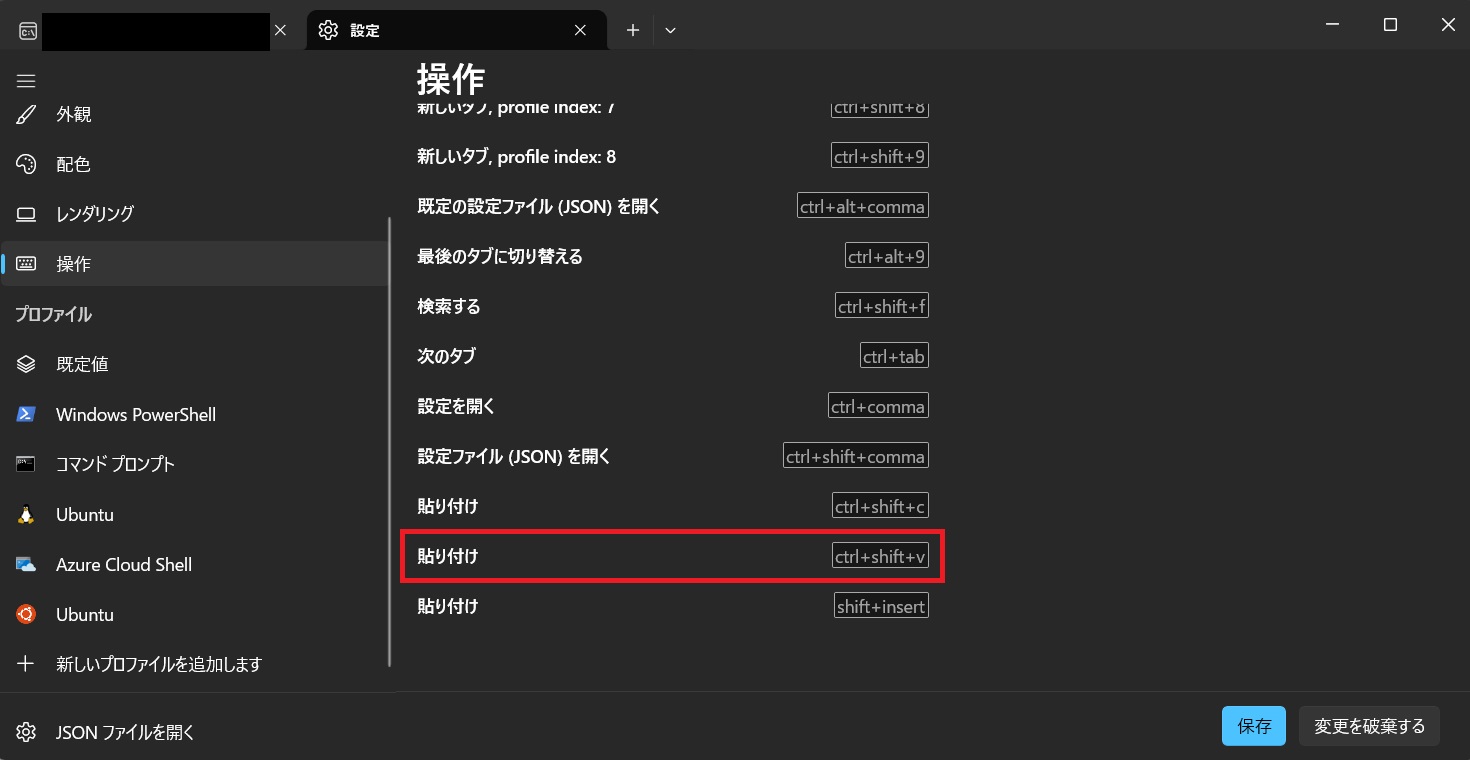 設定
操作
外観
配色
レンダリング
操作
プロファイル
既定値
Windows PowerShell
コマンド プロンプト
Ubuntu
Azure Cloud Shell
Ubuntu
新しいプロファイルを追加します
JSON ファイルを開く
新しいタブ, profile index: 7 ctrl+shift+8
新しいタブ, profile index: 8 ctrl+shift+9
既定の設定ファイル (JSON) を開く ctrl+alt+comma
最後のタブに切り替える ctrl+alt+9
検索する ctrl+shift+f
次のタブ ctrl+tab
設定を開く ctrl+comma
設定ファイル (JSON) を開く ctrl+shift+comma
貼り付け ctrl+shift+c
貼り付け ctrl+shift+v
貼り付け shift+insert
保存
変更を破棄する